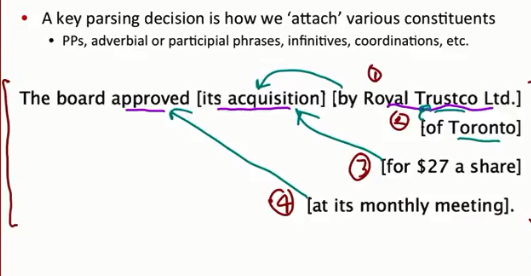 • A key parsing decision is how we ‘attach’ various constituents
• PPs, adverbial or participial phrases, infinitives, coordinations, etc.
①
The board approved [its acquisition] [by Royal Trustco Ltd.]
② [of Toronto]
③ [for $27 a share]
④ [at its monthly meeting].